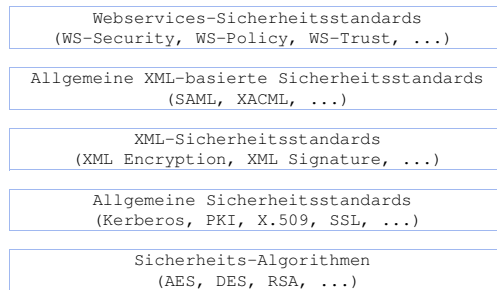 Webservices-Sicherheitsstandards
(WS-Security, WS-Policy, WS-Trust, ...)
Allgemeine XML-basierte Sicherheitsstandards
(SAML, XACML, ...)
XML-Sicherheitsstandards
(XML Encryption, XML Signature, ...)
Allgemeine Sicherheitsstandards
(Kerberos, PKI, X.509, SSL, ...)
Sicherheits-Algorithmen
(AES, DES, RSA, ...)